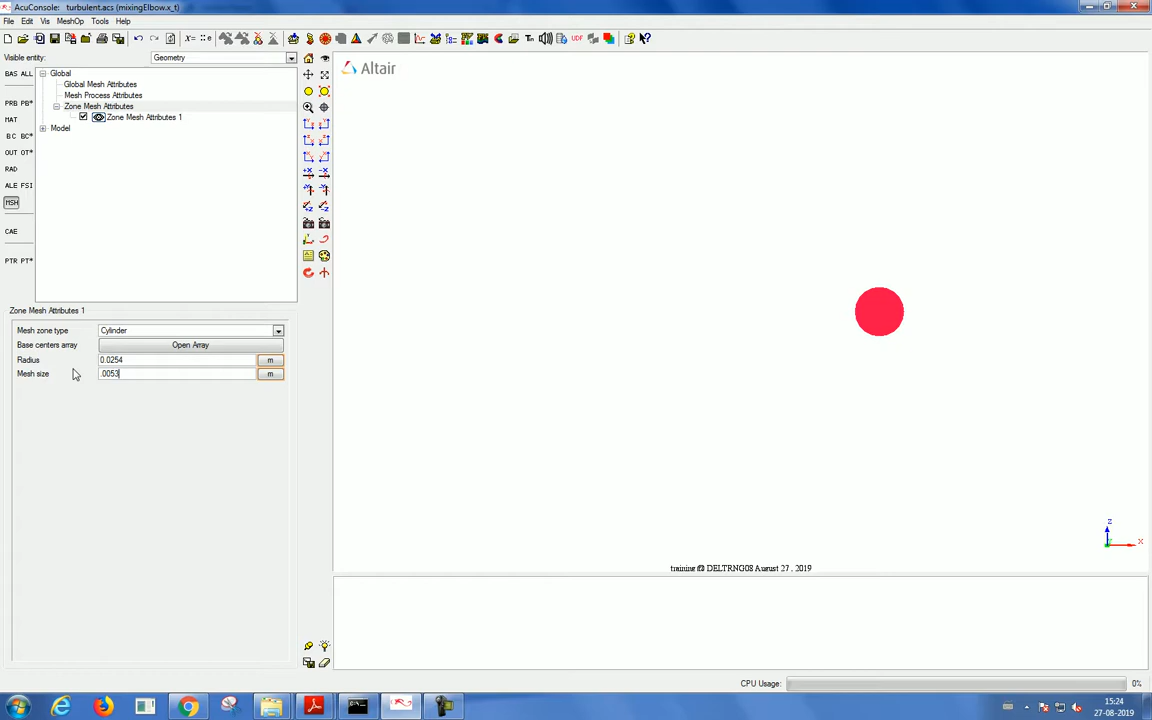 AcuConsole: turbulent.acs (mixingElbow.x_t)
File Edit Vis MeshOp Tools Help
X= :: e
Tin
UDF
Visible entity:
Geometry
BAS ALL
PRB PB*
MAT
BC BC*
OUT OT*
RAD
ALE FSI
MSH
CAE
PTR PT*
Global
Global Mesh Attributes
Mesh Process Attributes
Zone Mesh Attributes
Zone Mesh Attributes 1
Model
Altair
Zone Mesh Attributes 1
Mesh zone type
Cylinder
Base centers array
Open Array
Radius
0.0254
m
Mesh size
.0053
m
z
x
training @ DELTRNG08 August 27 , 2019
CPU Usage:
0%
15:24
27-08-2019